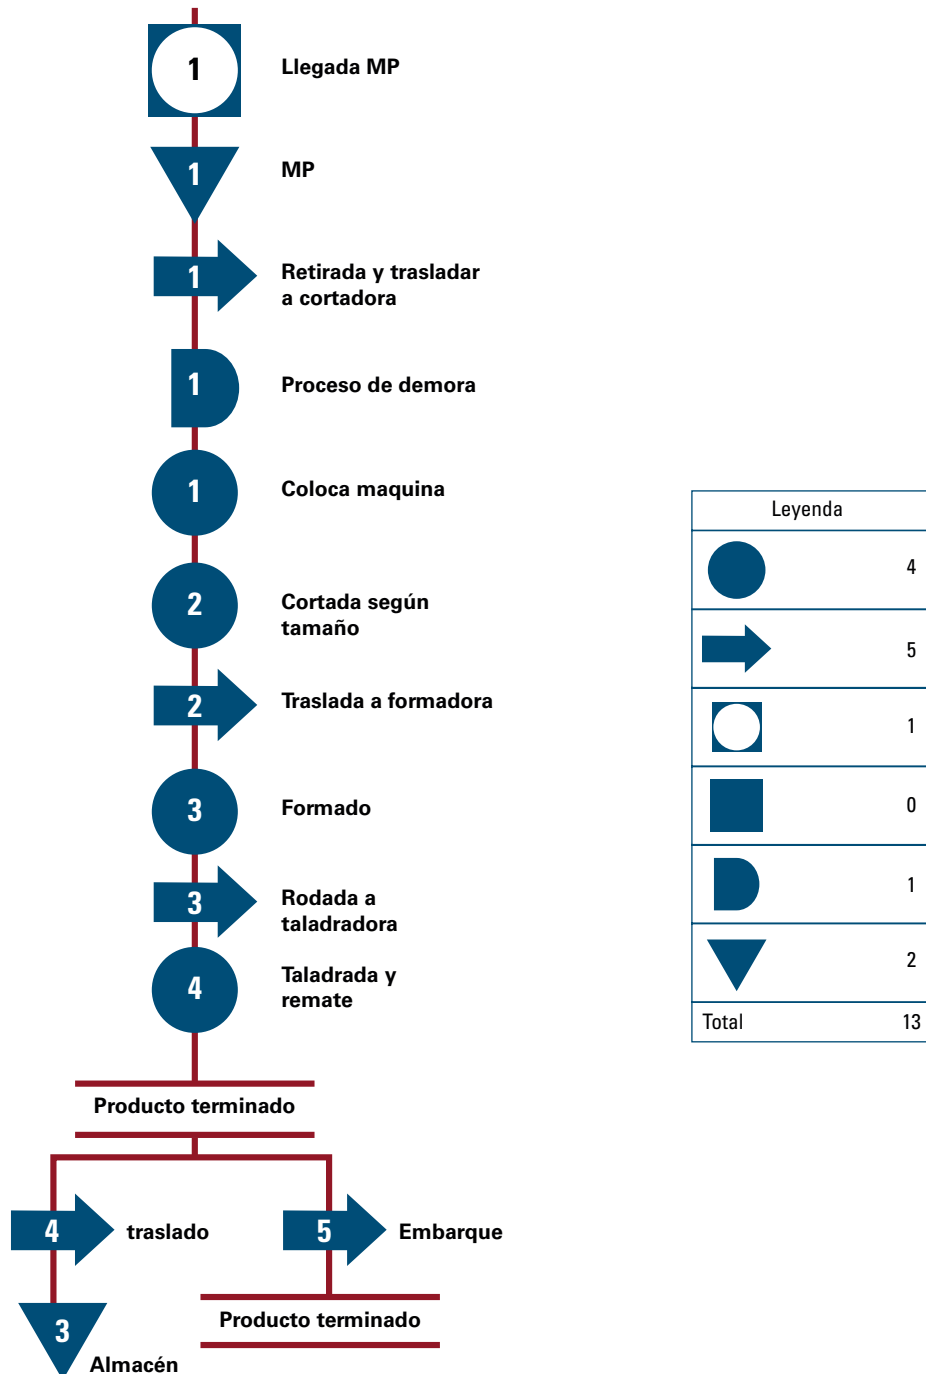 1
Llegada MP
1
MP
1
Retirada y trasladar
a cortadora
1
Proceso de demora
1
Coloca maquina
2
Cortada según
tamaño
2
Traslada a formadora
3
Formado
3
Rodada a
taladradora
4
Taladrada y
remate
Producto terminado
4
traslado
5
Embarque
3
Almacén
Producto terminado
Leyenda
4
5
1
0
1
2
Total 13